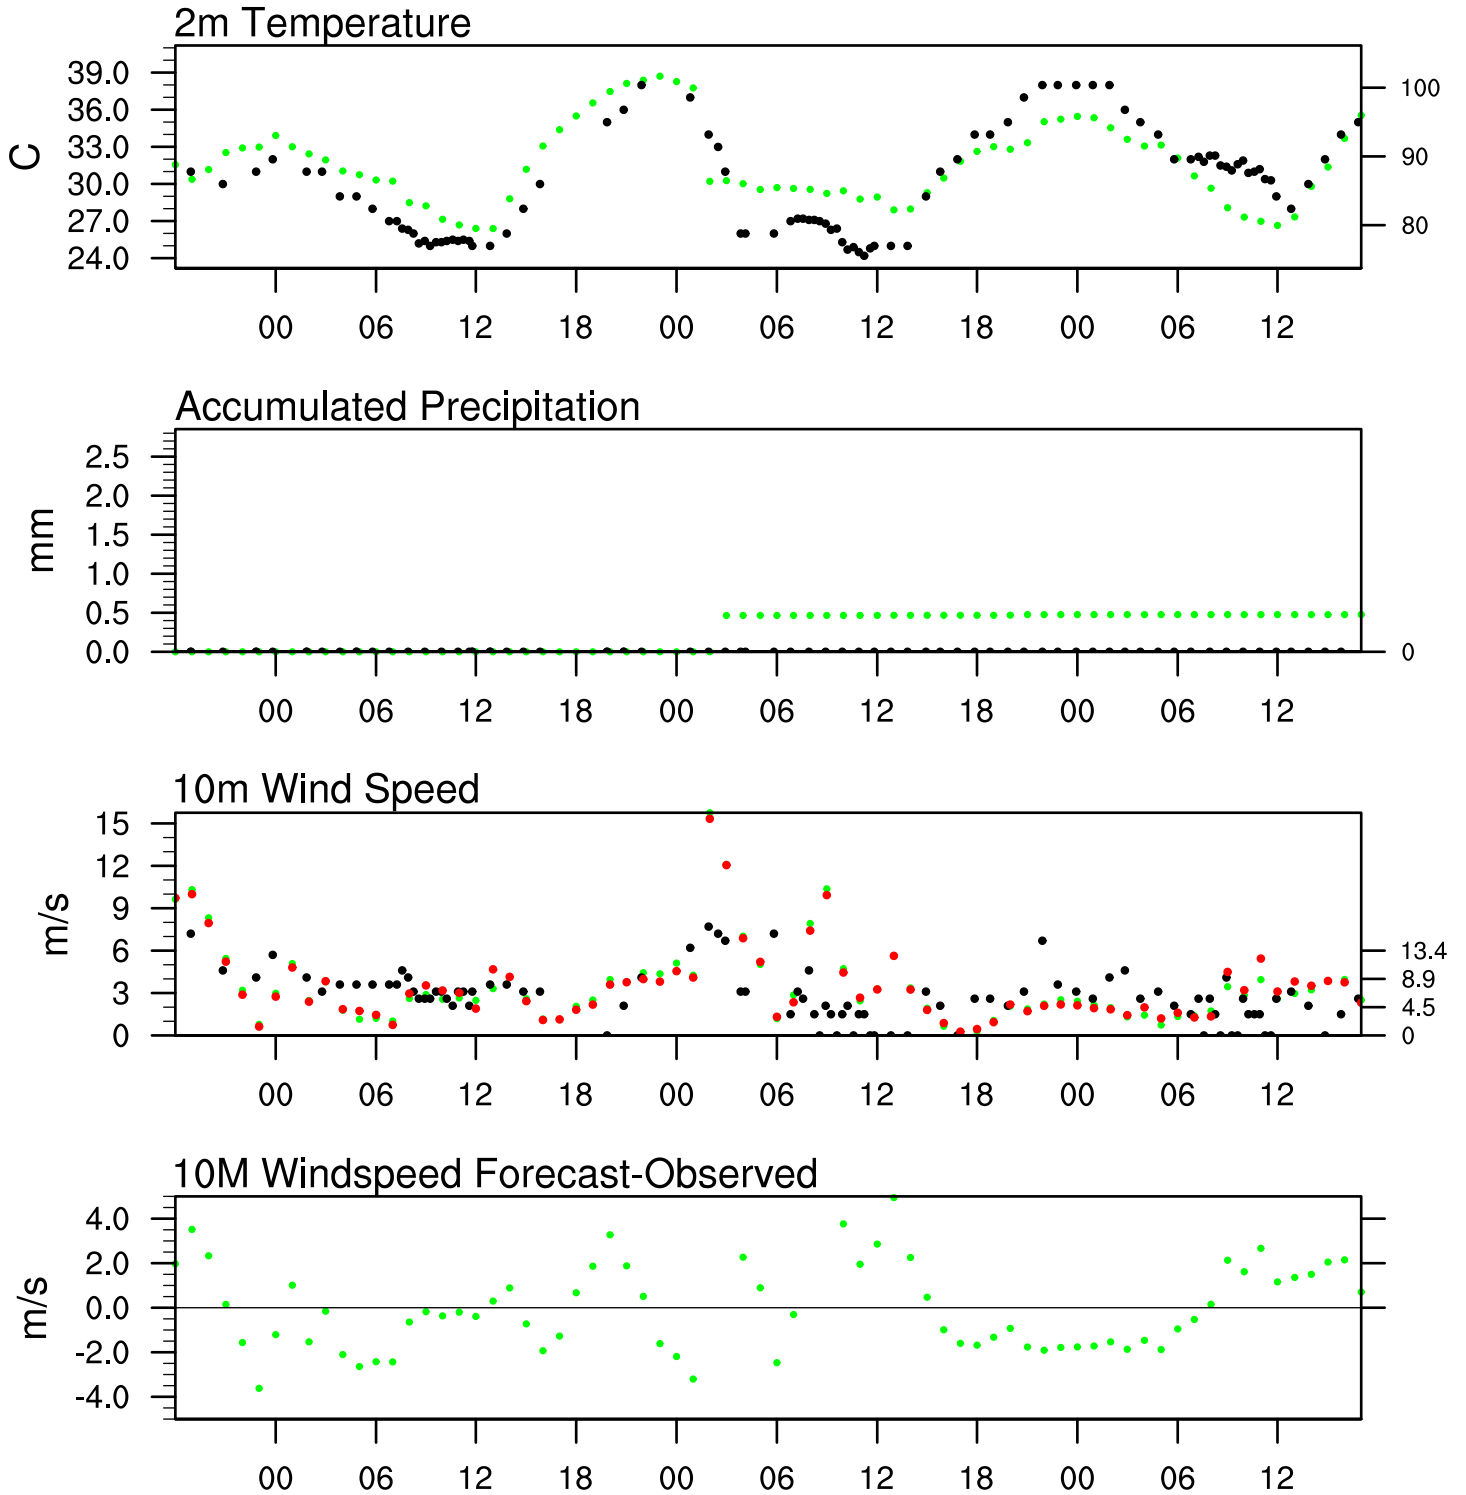 2m Temperature
39.0
36.0
33.0
30.0
27.0
24.0
C
100
90
80
00 06 12 18 00 06 12 18 00 06 12
Accumulated Precipitation
2.5
2.0
1.5
1.0
0.5
0.0
mm
0
00 06 12 18 00 06 12 18 00 06 12
10m Wind Speed
15
12
9
6
3
0
m/s
13.4
8.9
4.5
0
00 06 12 18 00 06 12 18 00 06 12
10M Windspeed Forecast-Observed
4.0
2.0
0.0
-2.0
-4.0
m/s
00 06 12 18 00 06 12 18 00 06 12